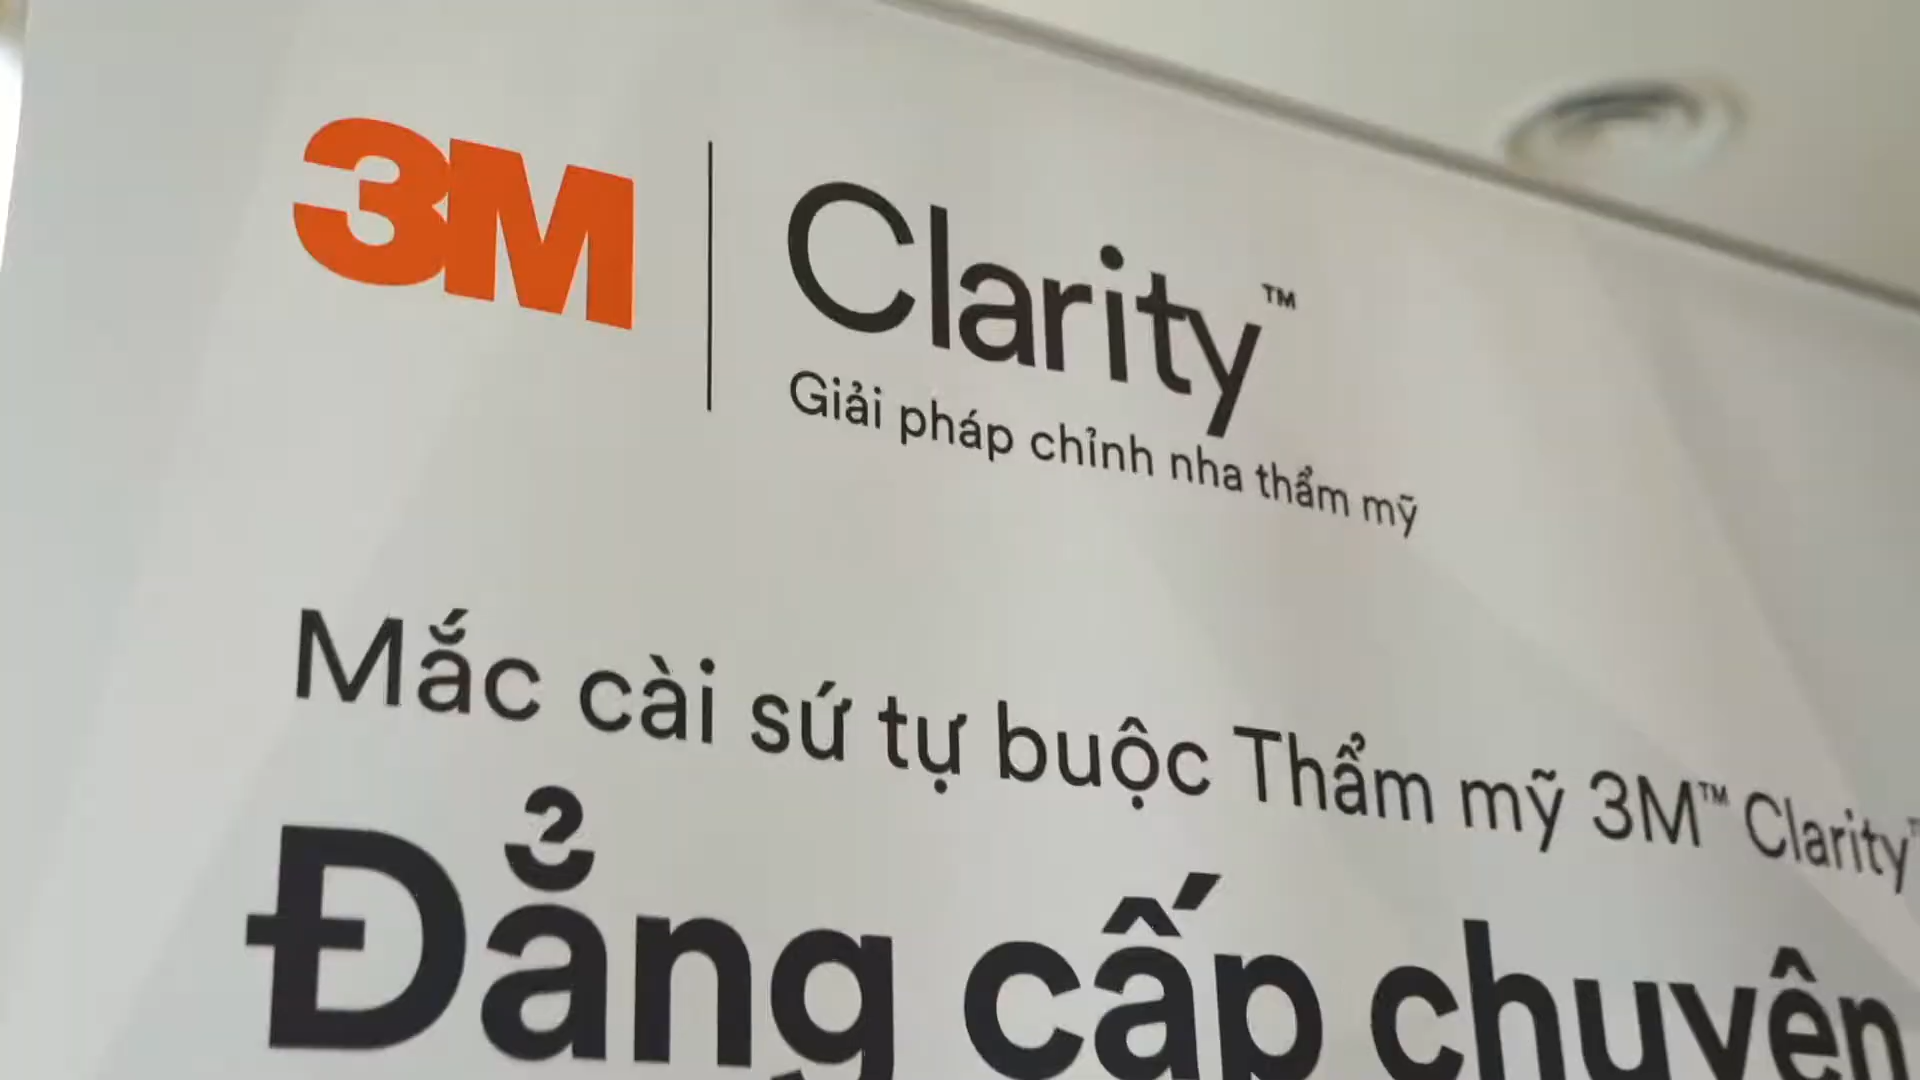 3M
Clarity™
Giải pháp chỉnh nha thẩm mỹ
Mắc cài sứ tự buộc Thẩm mỹ 3M™ Clarity™
Đẳng cấp chuyên